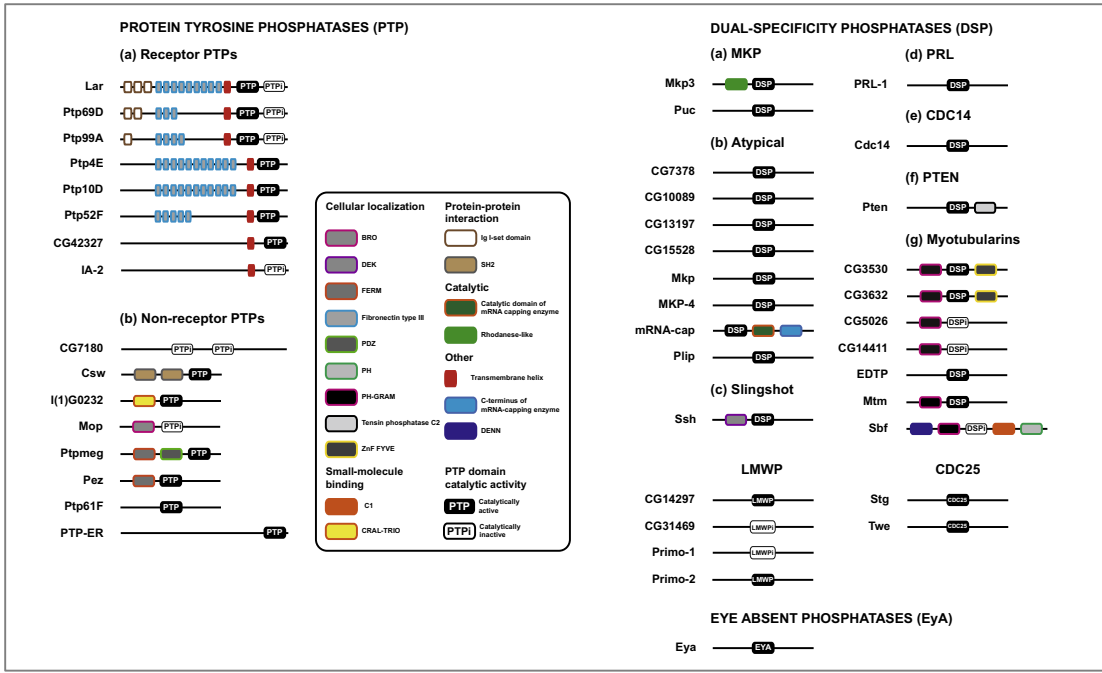 PROTEIN TYROSINE PHOSPHATASES (PTP)
(a) Receptor PTPs
Lar PTP PTPi
Ptp69D PTP PTPi
Ptp99A PTP PTPi
Ptp4E PTP
Ptp10D PTP
Ptp52F PTP
CG42327 PTP
IA-2 PTPi
(b) Non-receptor PTPs
CG7180 PTPi PTPi
Csw PTP
l(1)G0232 PTP
Mop PTPi
Ptpmeg PTP
Pez PTP
Ptp61F PTP
PTP-ER PTP
Cellular localization
BRO
DEK
FERM
Fibronectin type III
PDZ
PH
PH-GRAM
Tensin phosphatase C2
ZnF FYVE
Small-molecule
binding
C1
CRAL-TRIO
Protein-protein
interaction
Ig I-set domain
SH2
Catalytic
Catalytic domain of
mRNA capping enzyme
Rhodanese-like
Other
Transmembrane helix
C-terminus of
mRNA-capping enzyme
DENN
PTP domain
catalytic activity
PTP Catalytically
active
PTPi Catalytically
inactive
DUAL-SPECIFICITY PHOSPHATASES (DSP)
(a) MKP
Mkp3 DSP
Puc DSP
(b) Atypical
CG7378 DSP
CG10089 DSP
CG13197 DSP
CG15528 DSP
Mkp DSP
MKP-4 DSP
mRNA-cap DSP
Plip DSP
(c) Slingshot
Ssh DSP
(d) PRL
PRL-1 DSP
(e) CDC14
Cdc14 DSP
(f) PTEN
Pten DSP
(g) Myotubularins
CG3530 DSP
CG3632 DSP
CG5026 DSPi
CG14411 DSPi
EDTP DSP
Mtm DSP
Sbf DSPi
LMWP
CG14297 LMWP
CG31469 LMWPi
Primo-1 LMWPi
Primo-2 LMWP
CDC25
Stg CDC25
Twe CDC25
EYE ABSENT PHOSPHATASES (EyA)
Eya EYA